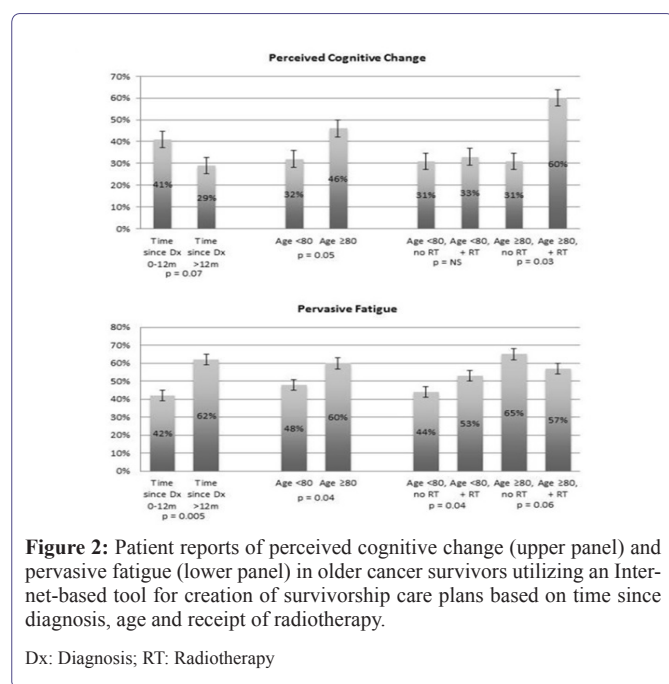 Perceived Cognitive Change
70%
60%
50%
40%
30%
20%
10%
0%
41%
29%
32%
46%
31%
33%
31%
60%
Time since Dx 0-12m
Time since Dx >12m
p = 0.07
Age <80
Age ≥80
p = 0.05
Age <80, no RT
Age <80, + RT
p = NS
Age ≥80, no RT
Age ≥80, + RT
p = 0.03
Pervasive Fatigue
80%
70%
60%
50%
40%
30%
20%
10%
0%
42%
62%
48%
60%
44%
53%
65%
57%
Time since Dx 0-12m
Time since Dx >12m
p = 0.005
Age <80
Age ≥80
p = 0.04
Age <80, no RT
Age <80, + RT
p = 0.04
Age ≥80, no RT
Age ≥80, + RT
p = 0.06
Figure 2: Patient reports of perceived cognitive change (upper panel) and
pervasive fatigue (lower panel) in older cancer survivors utilizing an Inter-
net-based tool for creation of survivorship care plans based on time since
diagnosis, age and receipt of radiotherapy.
Dx: Diagnosis; RT: Radiotherapy